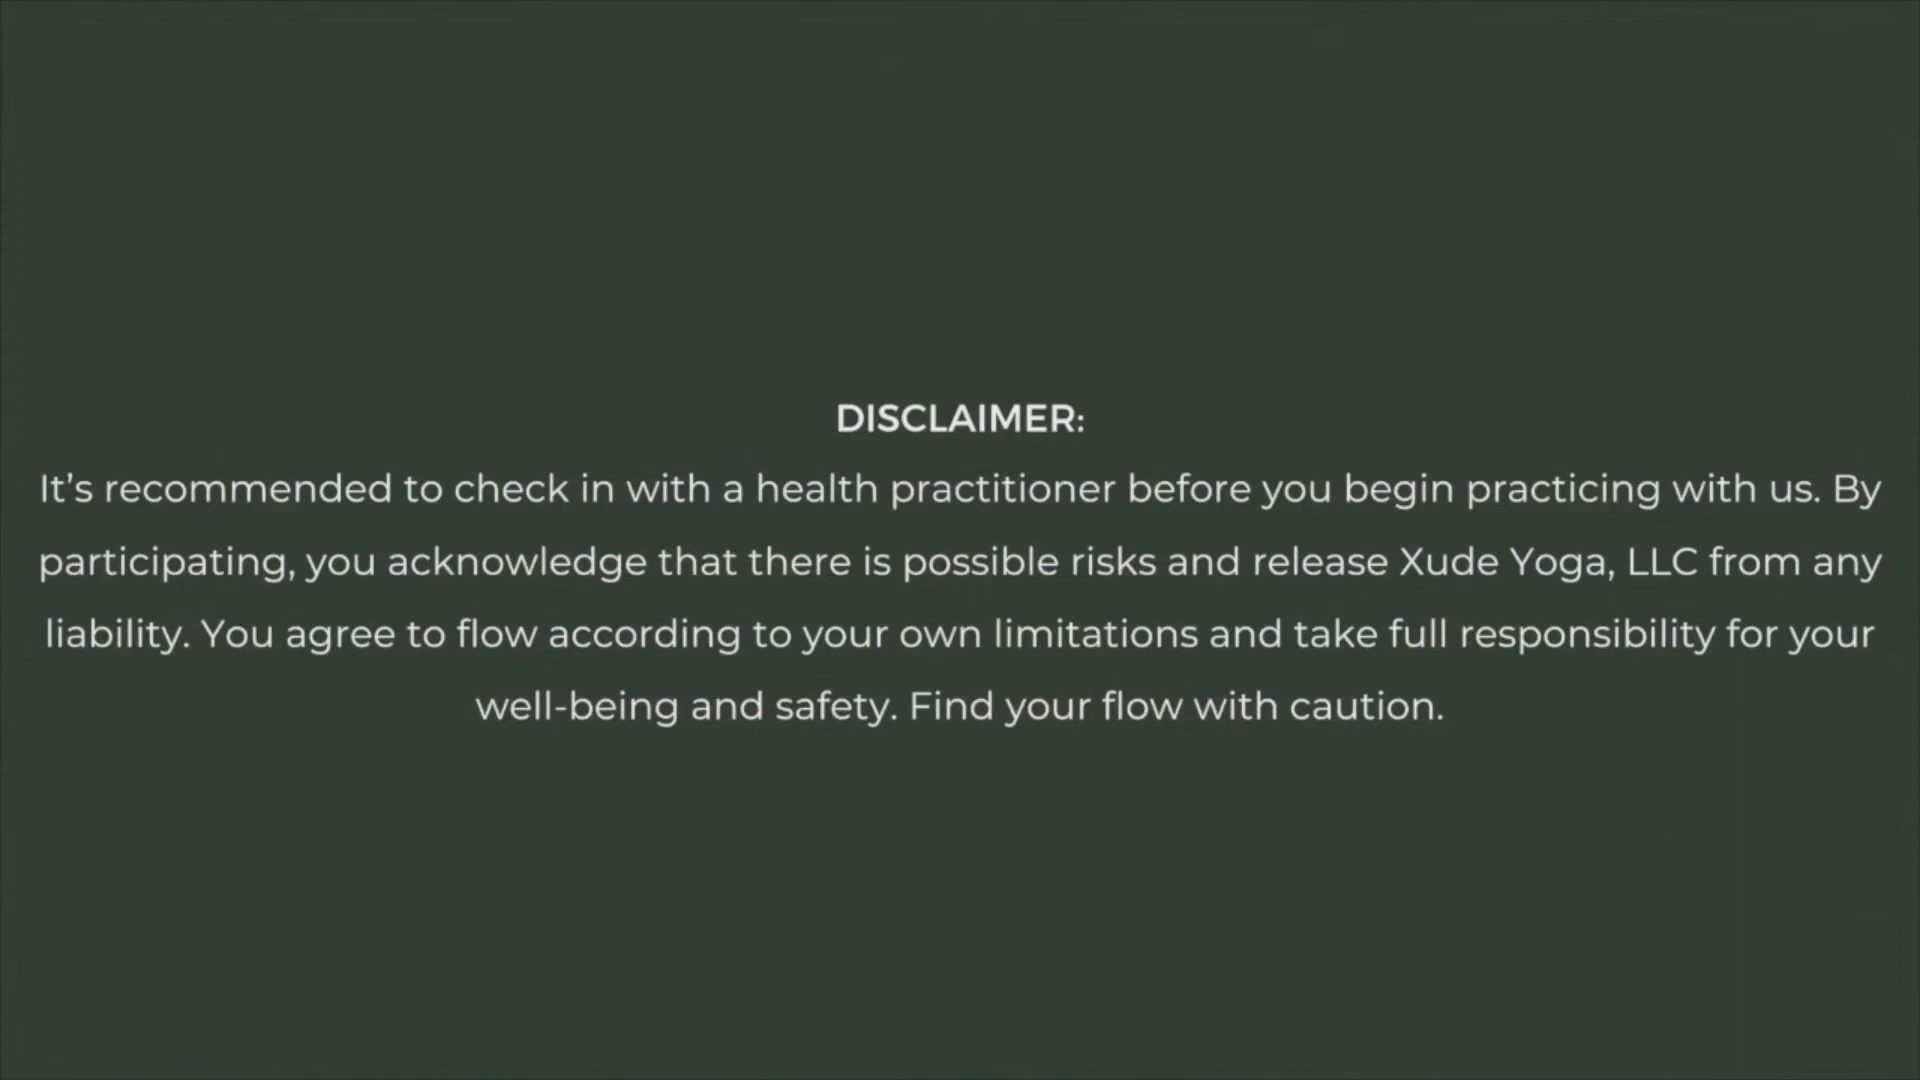 DISCLAIMER:
It’s recommended to check in with a health practitioner before you begin practicing with us. By
participating, you acknowledge that there is possible risks and release Xude Yoga, LLC from any
liability. You agree to flow according to your own limitations and take full responsibility for your
well-being and safety. Find your flow with caution.